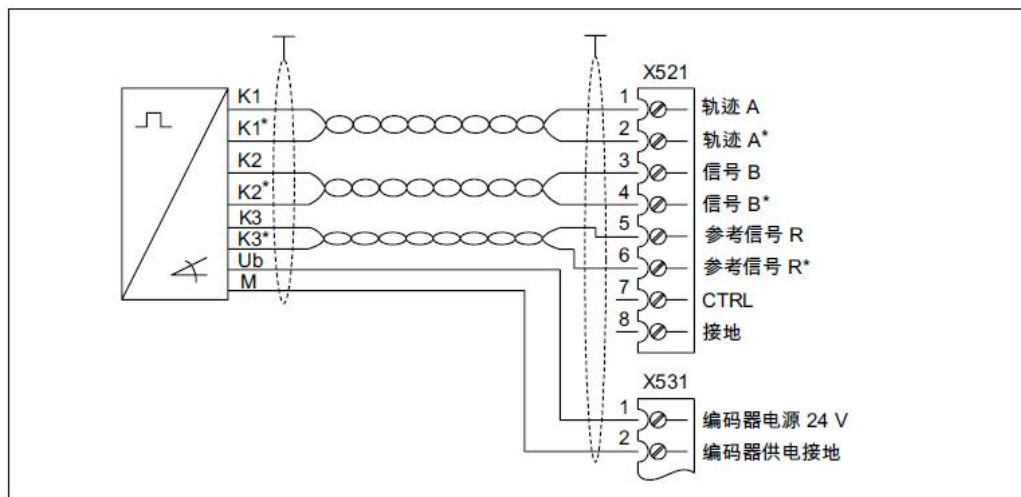 X521
K1
1
轨迹 A
K1*
2
轨迹 A*
K2
3
信号 B
K2*
4
信号 B*
K3
5
参考信号 R
K3*
6
参考信号 R*
Ub
M
7
CTRL
8
接地
X531
1
编码器电源 24 V
2
编码器供电接地